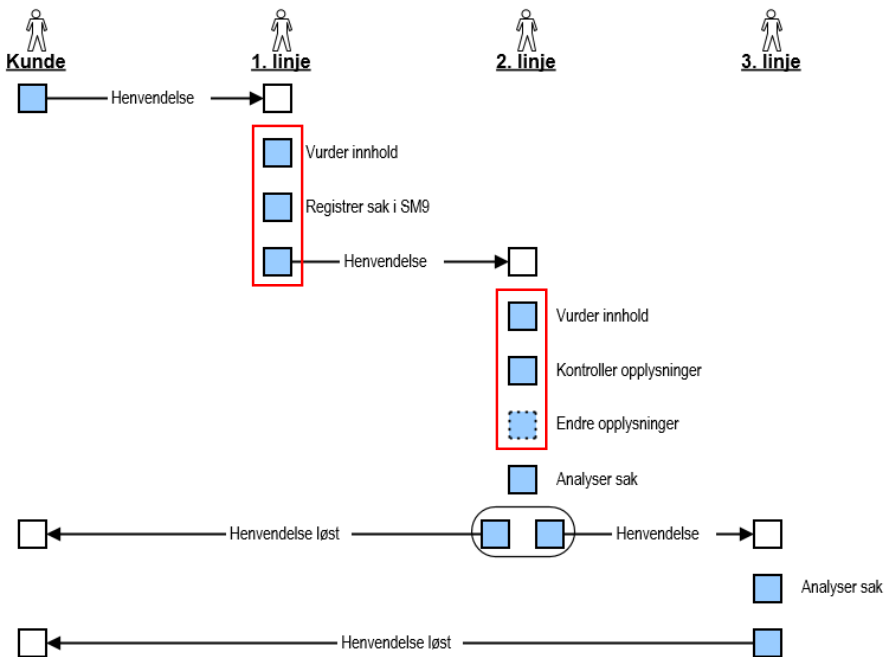 Kunde
1. linje
2. linje
3. linje
Henvendelse
Vurder innhold
Registrer sak i SM9
Henvendelse
Vurder innhold
Kontroller opplysninger
Endre opplysninger
Analyser sak
Henvendelse løst
Henvendelse
Analyser sak
Henvendelse løst